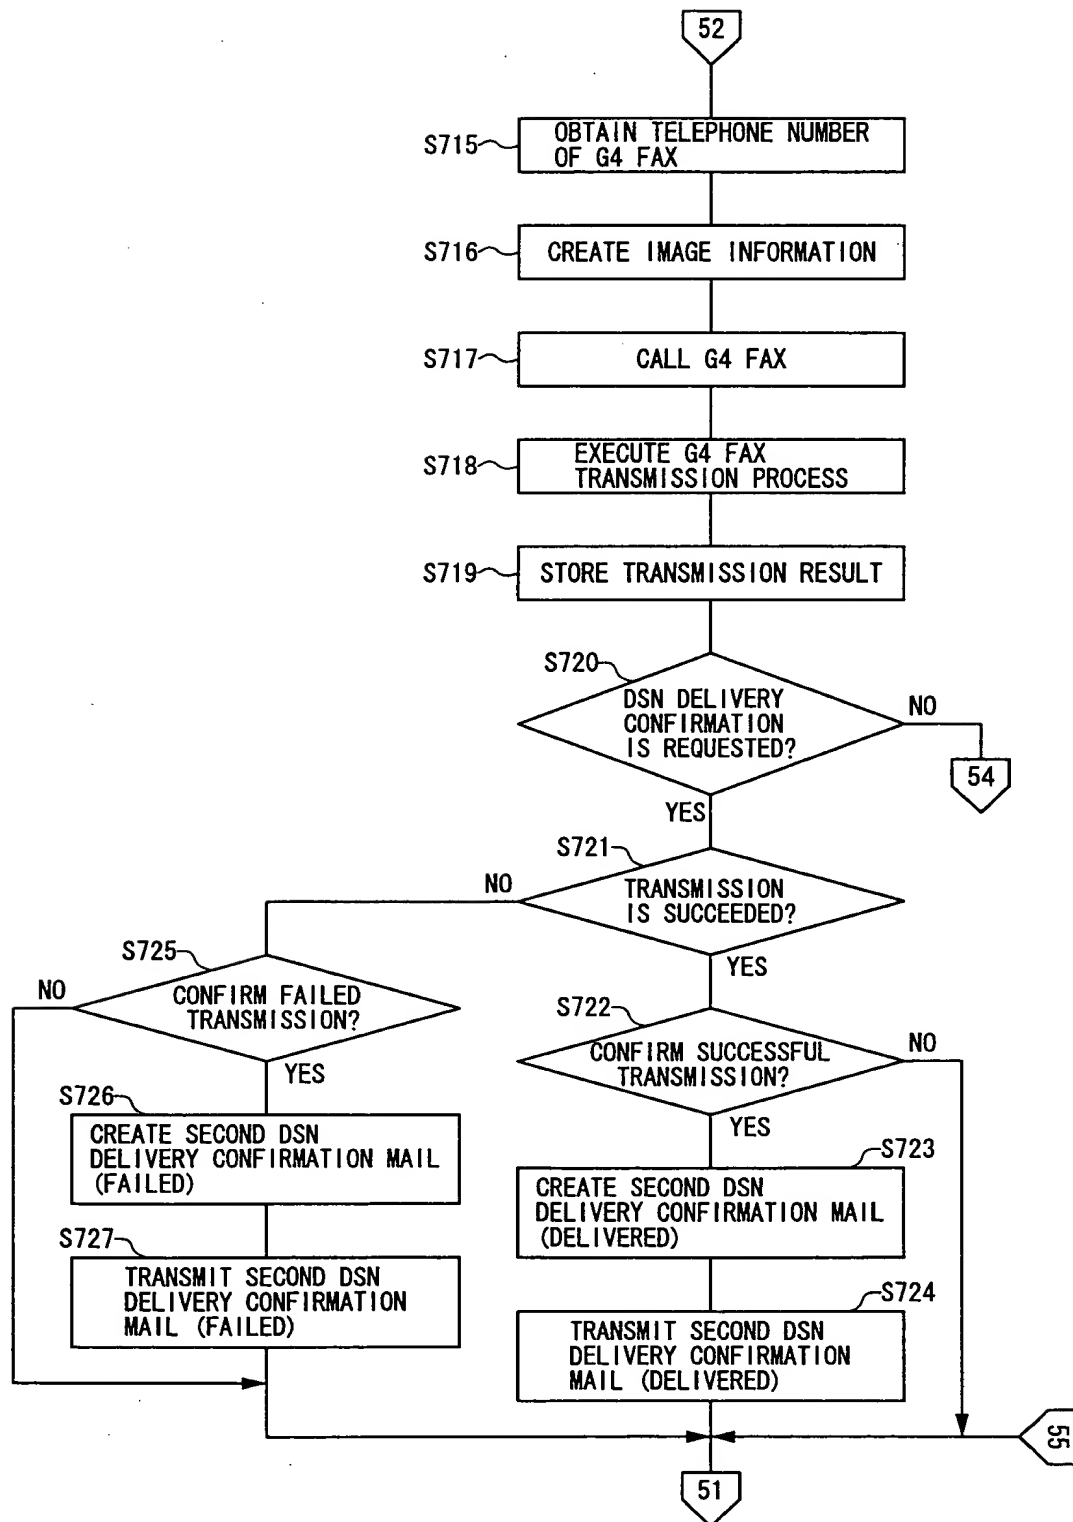 52
S715
OBTAIN TELEPHONE NUMBER
OF G4 FAX
S716
CREATE IMAGE INFORMATION
S717
CALL G4 FAX
S718
EXECUTE G4 FAX
TRANSMISSION PROCESS
S719
STORE TRANSMISSION RESULT
S720
DSN DELIVERY
CONFIRMATION
IS REQUESTED?
NO
54
YES
S721
TRANSMISSION
IS SUCCEEDED?
NO
YES
S725
CONFIRM FAILED
TRANSMISSION?
NO
YES
S722
CONFIRM SUCCESSFUL
TRANSMISSION?
NO
YES
S726
CREATE SECOND DSN
DELIVERY CONFIRMATION MAIL
(FAILED)
S723
CREATE SECOND DSN
DELIVERY CONFIRMATION MAIL
(DELIVERED)
S727
TRANSMIT SECOND DSN
DELIVERY CONFIRMATION
MAIL (FAILED)
S724
TRANSMIT SECOND DSN
DELIVERY CONFIRMATION
MAIL (DELIVERED)
55
51